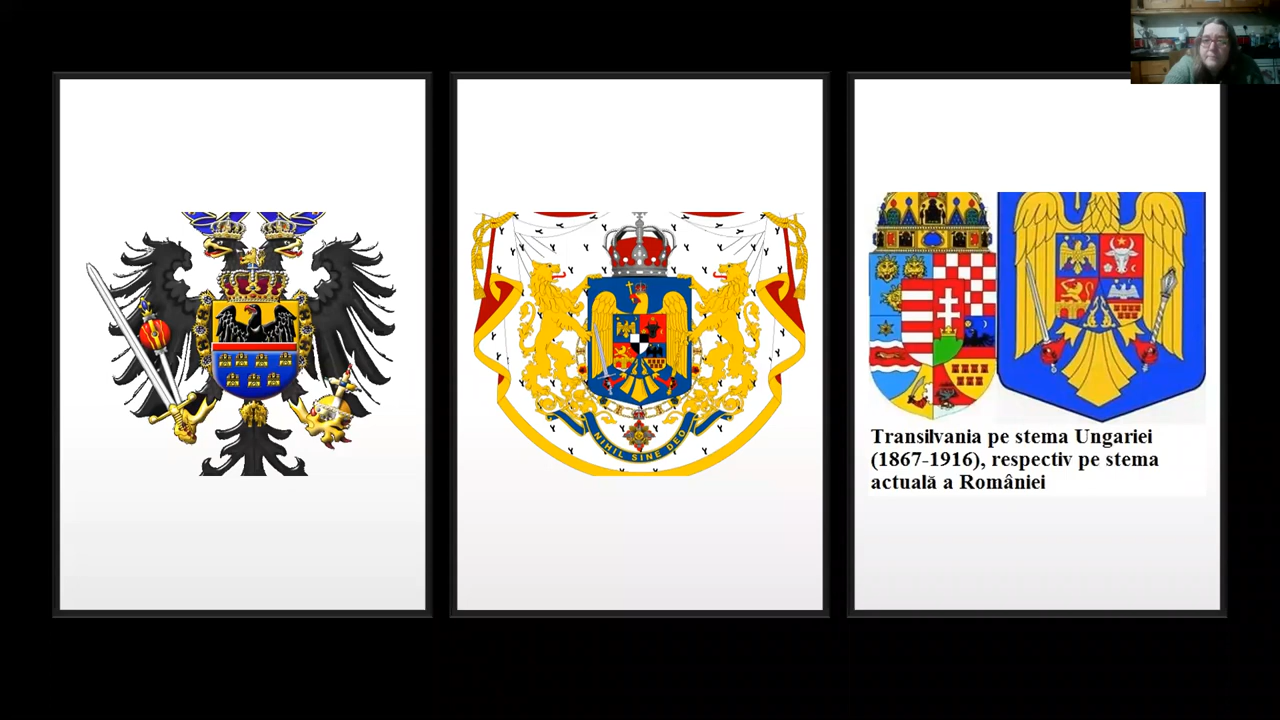 NIHIL SINE DEO
Transilvania pe stema Ungariei
(1867-1916), respectiv pe stema
actuală a României